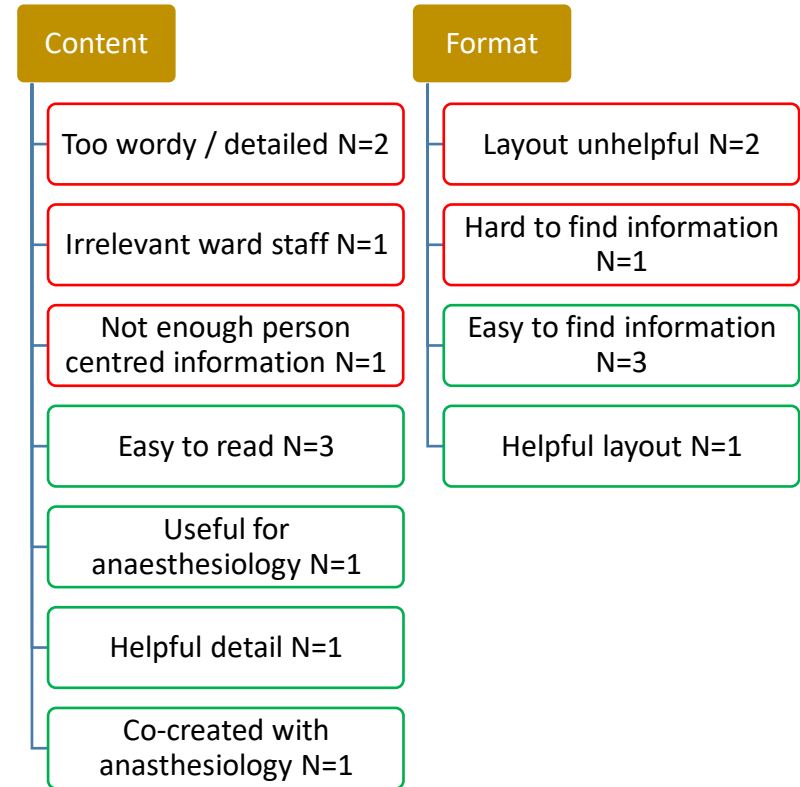 Content
Too wordy / detailed N=2
Irrelevant ward staff N=1
Not enough person
centred information N=1
Easy to read N=3
Useful for
anaesthesiology N=1
Helpful detail N=1
Co-created with
anasthesiology N=1
Format
Layout unhelpful N=2
Hard to find information
N=1
Easy to find information
N=3
Helpful layout N=1